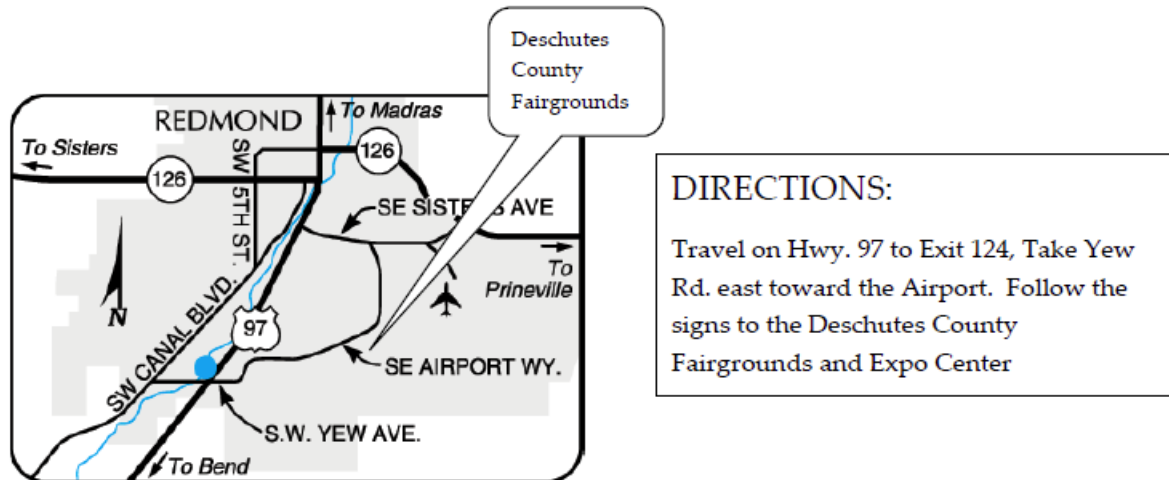 Deschutes
County
Fairgrounds
REDMOND
To Madras
To Sisters
126
126
SW 5TH ST.
SE SISTERS AVE
To
Prineville
N
SW CANAL BLVD.
97
SE AIRPORT WY.
S.W. YEW AVE.
To Bend
DIRECTIONS:
Travel on Hwy. 97 to Exit 124, Take Yew
Rd. east toward the Airport. Follow the
signs to the Deschutes County
Fairgrounds and Expo Center